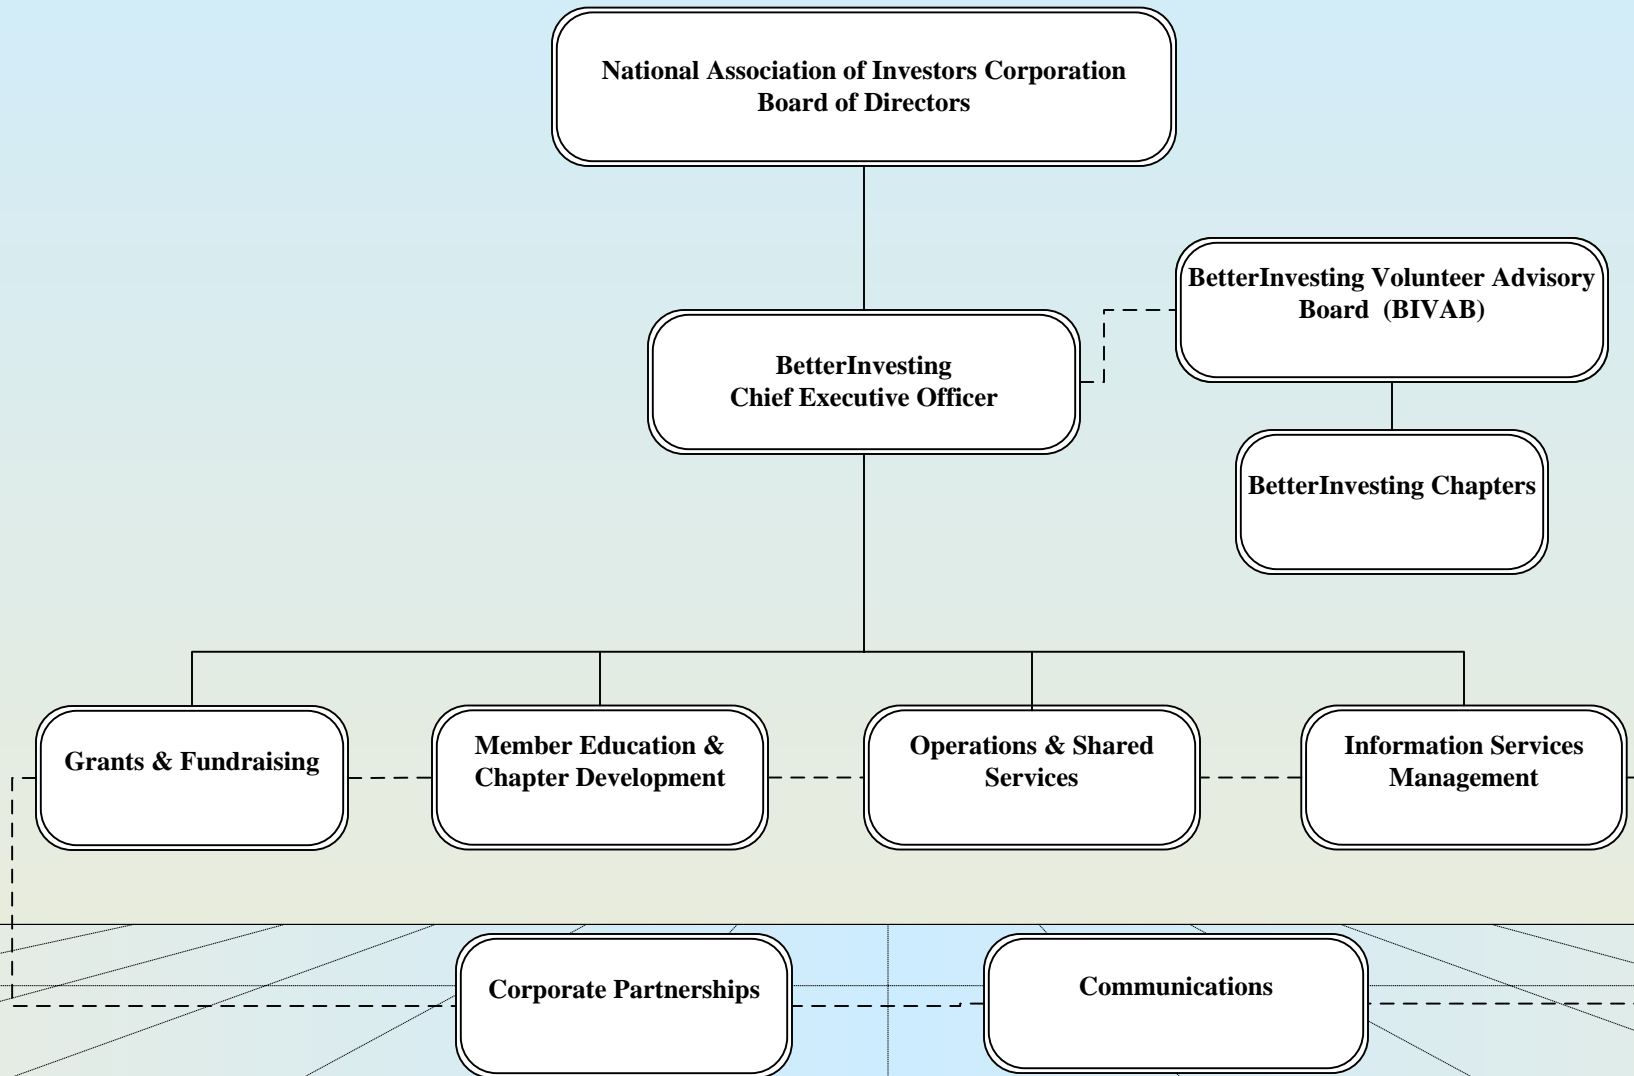 National Association of Investors Corporation
Board of Directors
BetterInvesting Volunteer Advisory
Board  (BIVAB)
BetterInvesting
Chief Executive Officer
BetterInvesting Chapters
Grants & Fundraising
Member Education &
Chapter Development
Operations & Shared
Services
Information Services
Management
Corporate Partnerships
Communications